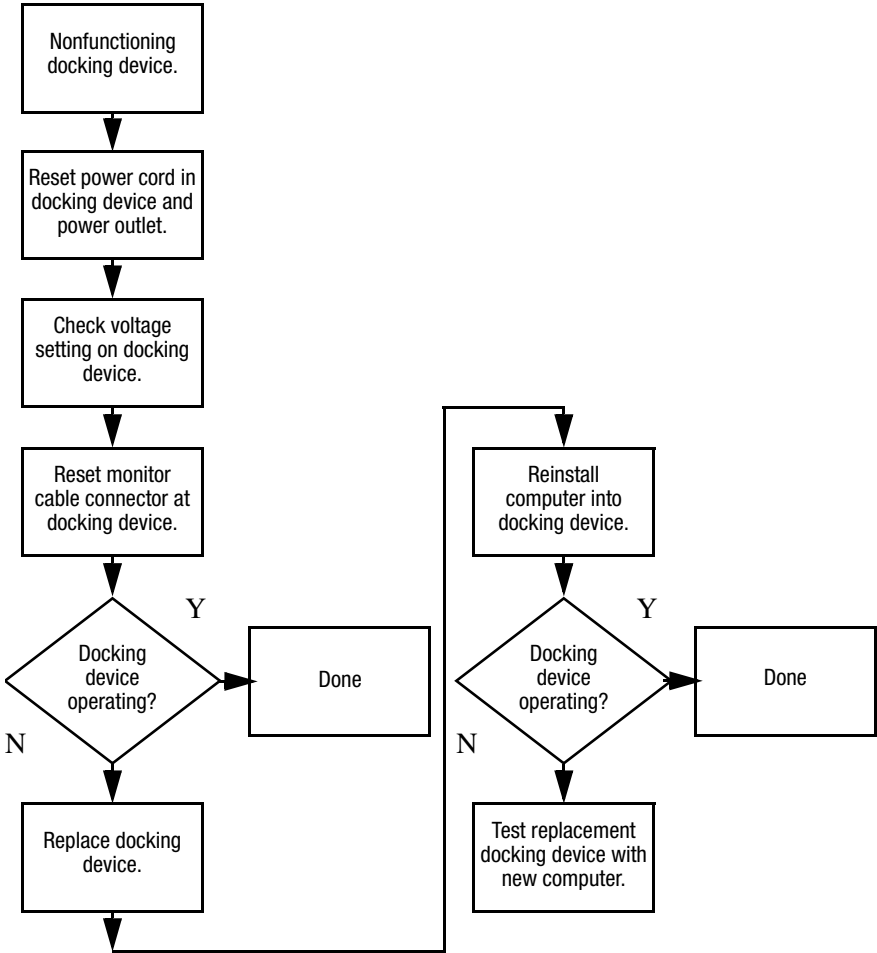 Nonfunctioning
docking device.
Reset power cord in
docking device and
power outlet.
Check voltage
setting on docking
device.
Reset monitor
cable connector at
docking device.
Y
Docking
device
operating?
Done
N
Replace docking
device.
Reinstall
computer into
docking device.
Y
Docking
device
operating?
Done
N
Test replacement
docking device with
new computer.